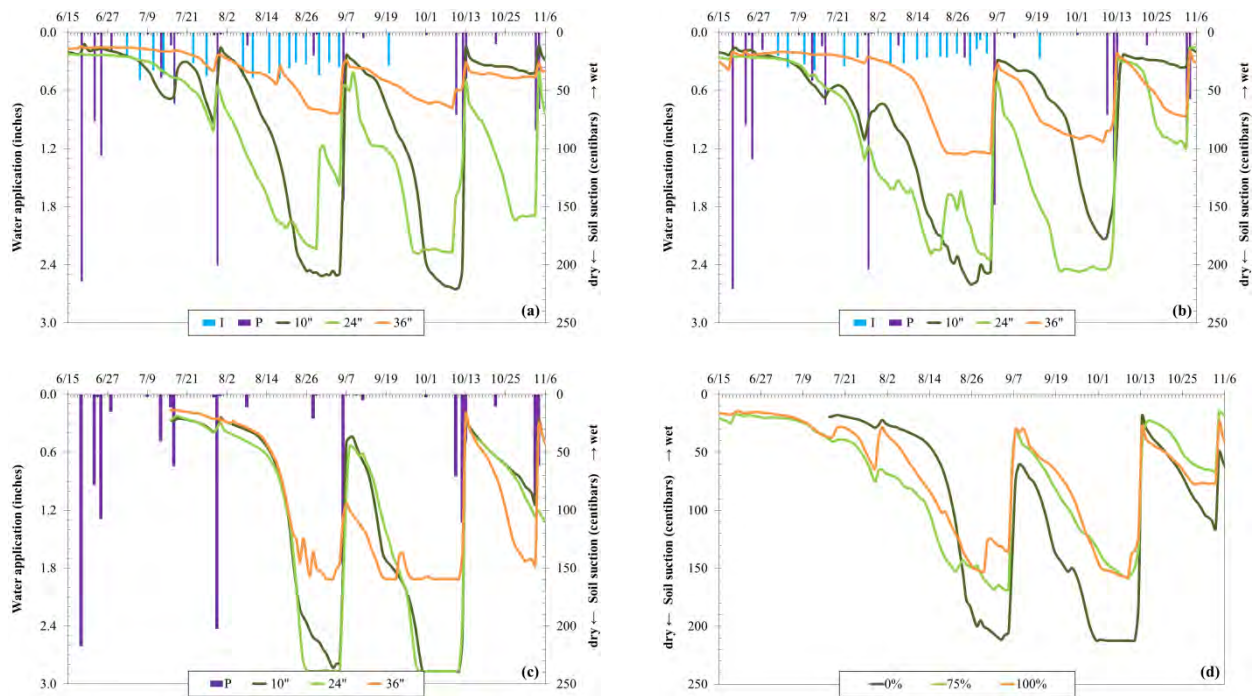 6/15 6/27 7/9 7/21 8/2 8/14 8/26 9/7 9/19 10/1 10/13 10/25 11/6
0.0 0
0.6 50
1.2 100
1.8 150
2.4 200
3.0 250
Water application (inches)
dry ← Soil suction (centibars) → wet
I P 10" 24" 36"
(a)
6/15 6/27 7/9 7/21 8/2 8/14 8/26 9/7 9/19 10/1 10/13 10/25 11/6
0.0 0
0.6 50
1.2 100
1.8 150
2.4 200
3.0 250
Water application (inches)
dry ← Soil suction (centibars) → wet
I P 10" 24" 36"
(b)
6/15 6/27 7/9 7/21 8/2 8/14 8/26 9/7 9/19 10/1 10/13 10/25 11/6
0.0 0
0.6 50
1.2 100
1.8 150
2.4 200
3.0 250
Water application (inches)
dry ← Soil suction (centibars) → wet
P 10" 24" 36"
(c)
6/15 6/27 7/9 7/21 8/2 8/14 8/26 9/7 9/19 10/1 10/13 10/25 11/6
0
50
100
150
200
250
dry ← Soil suction (centibars) → wet
0% 75% 100%
(d)